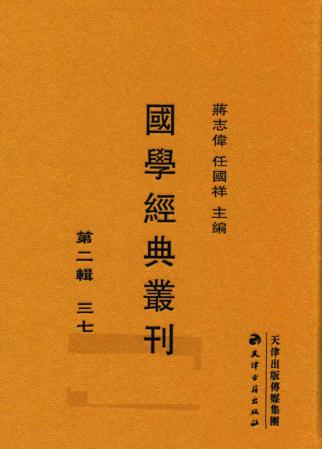 蔣志偉 任國祥 主編
國學經典叢刊
第二輯 三七
天津出版傳媒集團
天津古籍出版社